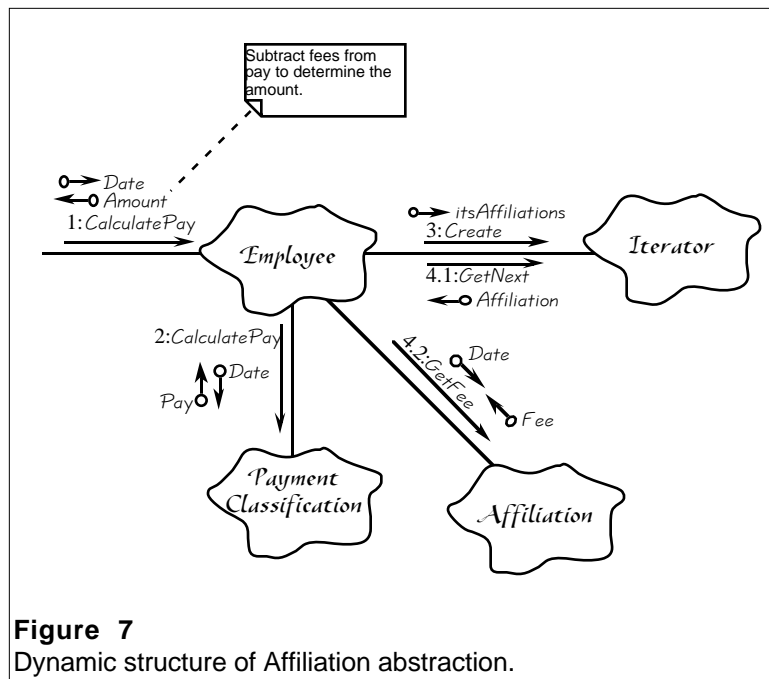 Subtract fees from
pay to determine the
amount.
Date
Amount
1:CalculatePay
Employee
itsAffiliations
3:Create
4.1:GetNext
Affiliation
Iterator
2:CalculatePay
Date
Pay
4.2:GetFee
Date
Fee
Payment
Classification
Affiliation
Figure 7
Dynamic structure of Affiliation abstraction.